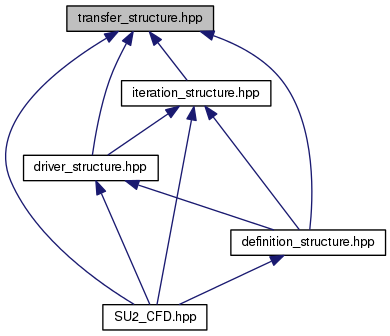 transfer_structure.hpp
iteration_structure.hpp
driver_structure.hpp
definition_structure.hpp
SU2_CFD.hpp